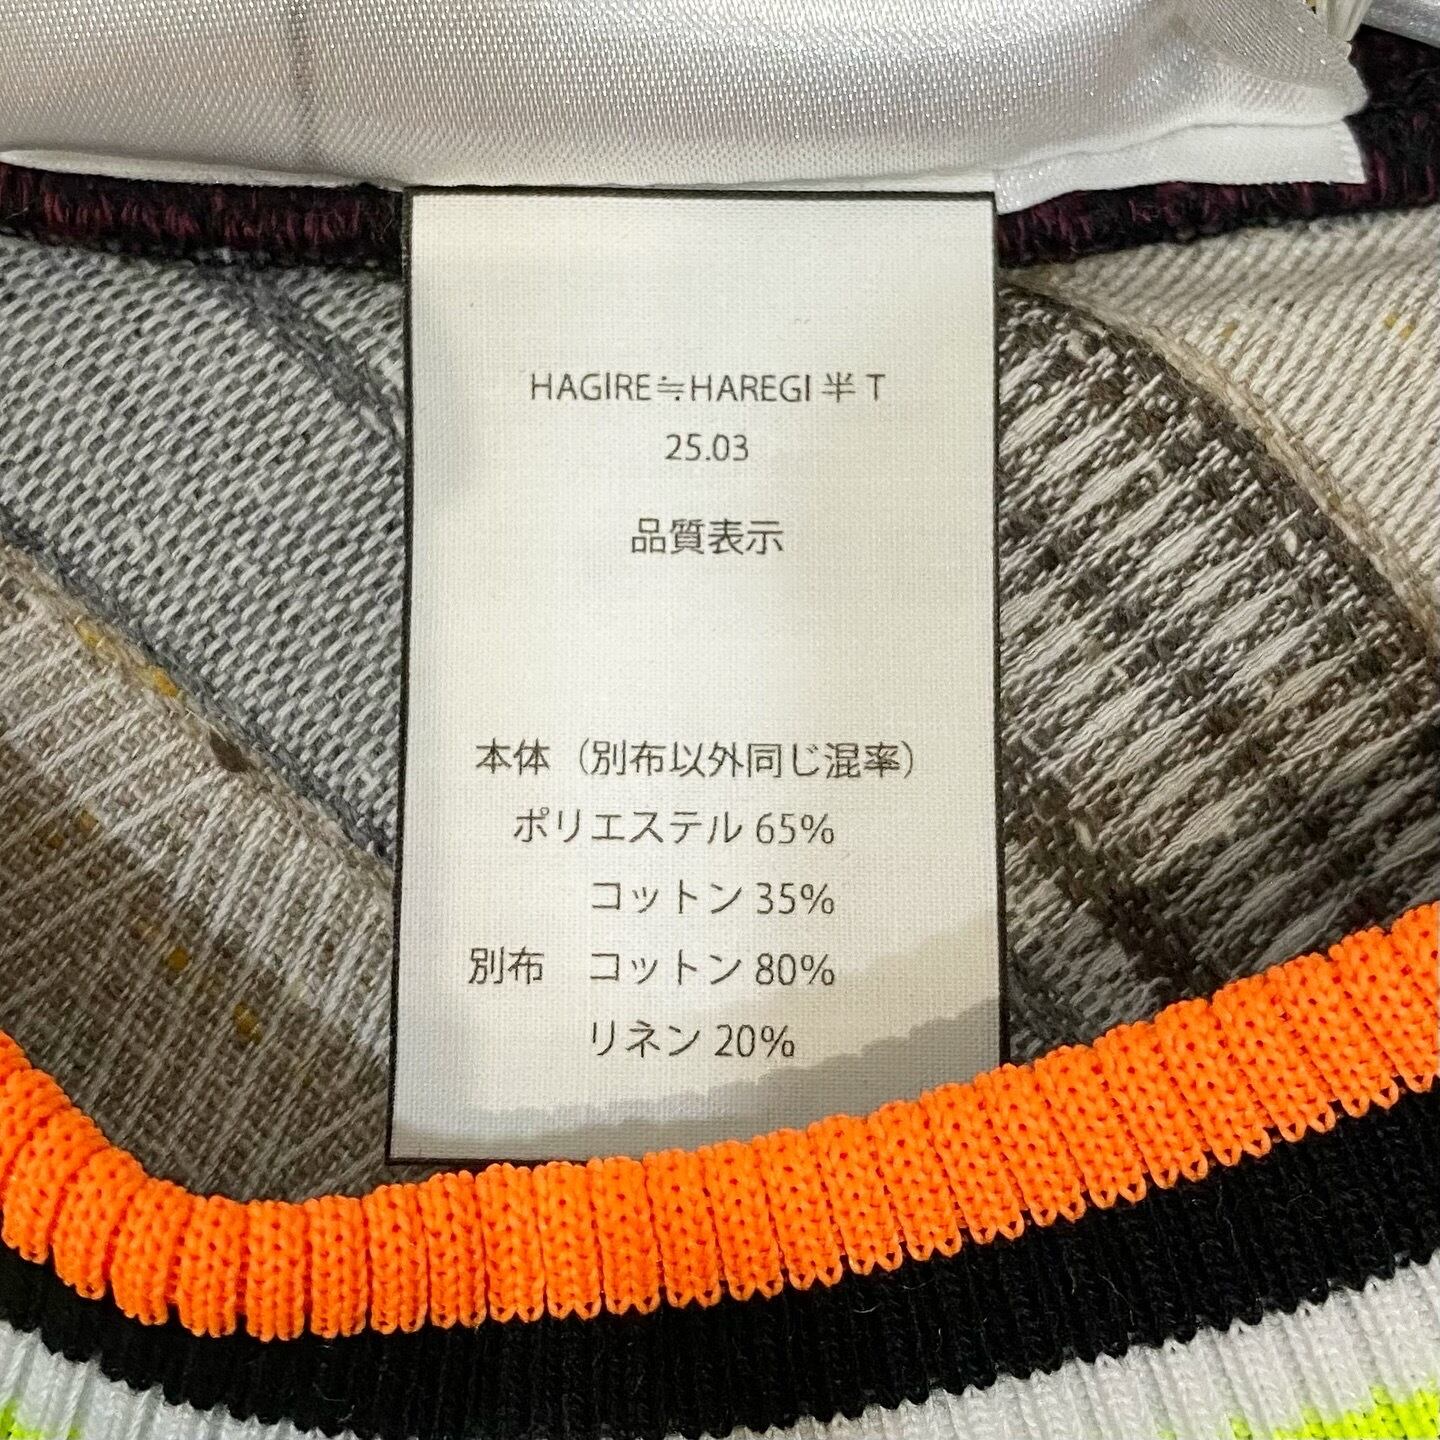 HAGIRE≒HAREGI 半 T
25.03
品質表示
本体（別布以外同じ混率）
ポリエステル 65%
コットン 35%
別布　コットン 80%
リネン 20%